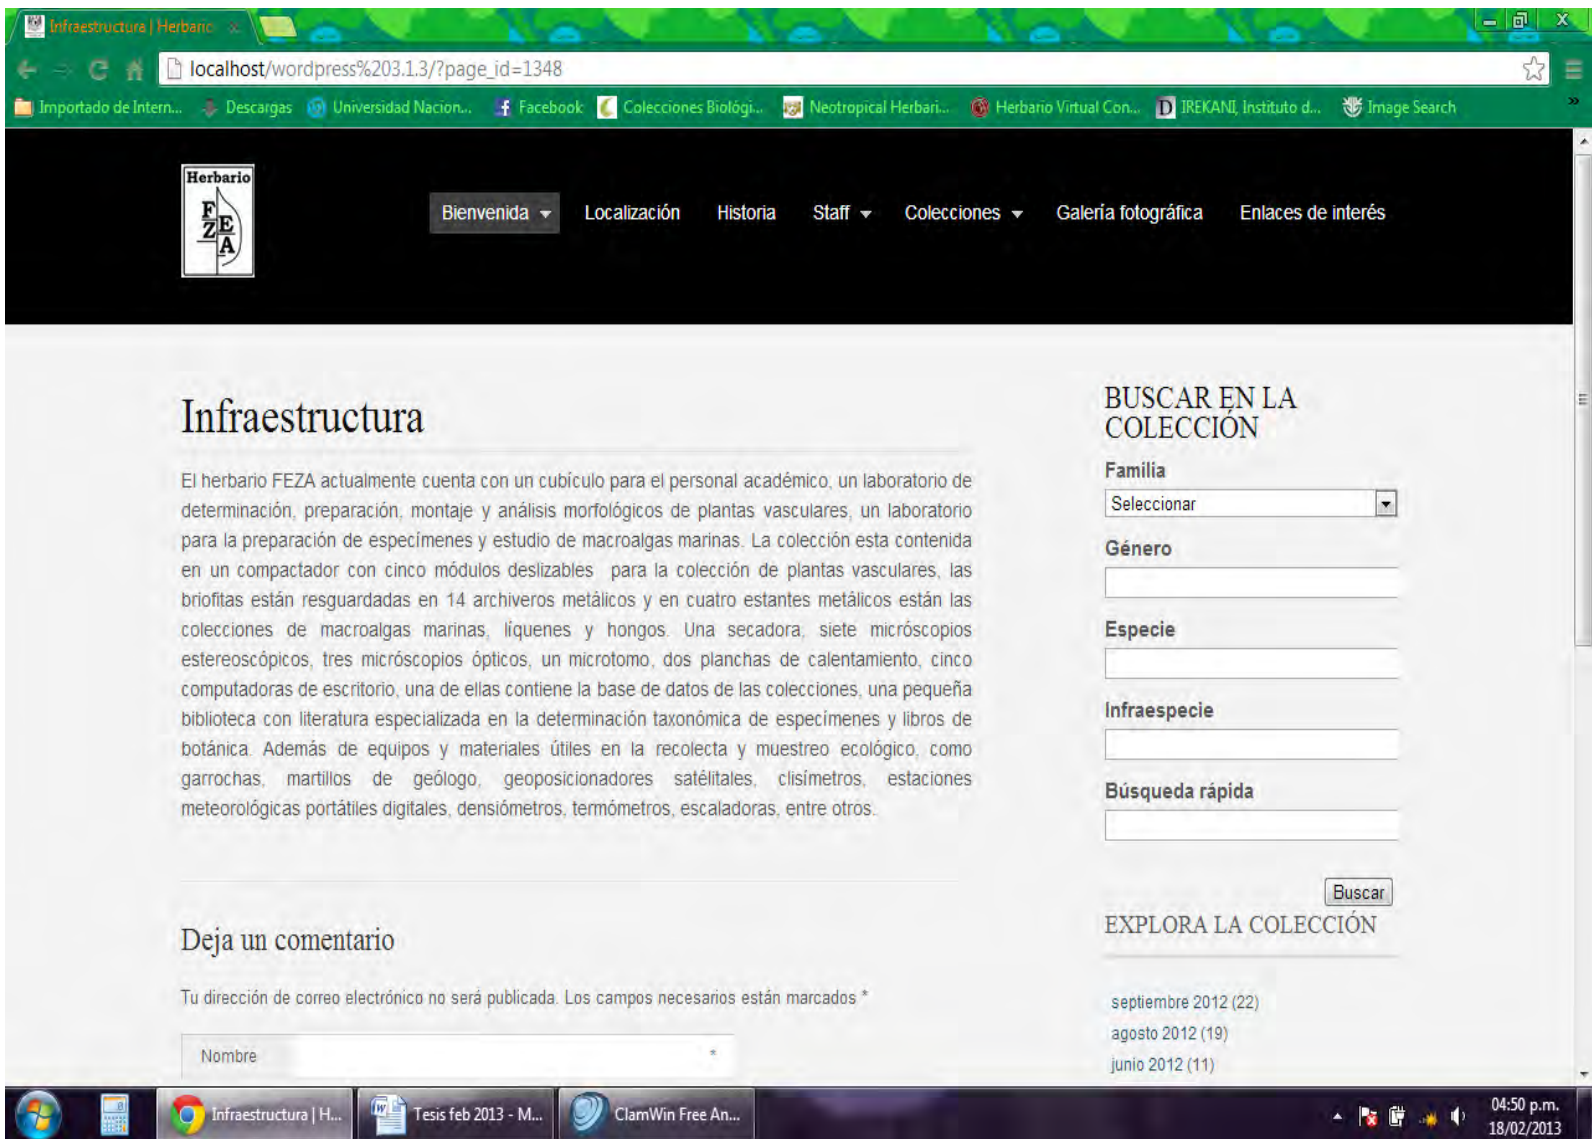 Infraestructura | Herbario
localhost/wordpress%203.1.3/?page_id=1348
Importado de Intern... Descargas Universidad Nacion... Facebook Colecciones Biológi... Neotropical Herbari... Herbario Virtual Con... IREKANI, Instituto d... Image Search
Herbario
FEZA
Bienvenida Localización Historia Staff Colecciones Galería fotográfica Enlaces de interés
Infraestructura
El herbario FEZA actualmente cuenta con un cubículo para el personal académico, un laboratorio de
determinación, preparación, montaje y análisis morfológicos de plantas vasculares, un laboratorio
para la preparación de especímenes y estudio de macroalgas marinas. La colección esta contenida
en un compactador con cinco módulos deslizables para la colección de plantas vasculares, las
briofitas están resguardadas en 14 archiveros metálicos y en cuatro estantes metálicos están las
colecciones de macroalgas marinas, líquenes y hongos. Una secadora, siete micróscopios
estereoscópicos, tres micróscopios ópticos, un microtomo, dos planchas de calentamiento, cinco
computadoras de escritorio, una de ellas contiene la base de datos de las colecciones, una pequeña
biblioteca con literatura especializada en la determinación taxonómica de especímenes y libros de
botánica. Además de equipos y materiales útiles en la recolecta y muestreo ecológico, como
garrochas, martillos de geólogo, geoposicionadores satélitales, clisímetros, estaciones
meteorológicas portátiles digitales, densiómetros, termómetros, escaladoras, entre otros.
Deja un comentario
Tu dirección de correo electrónico no será publicada. Los campos necesarios están marcados *
Nombre *
BUSCAR EN LA
COLECCIÓN
Familia
Seleccionar
Género
Especie
Infraespecie
Búsqueda rápida
Buscar
EXPLORA LA COLECCIÓN
septiembre 2012 (22)
agosto 2012 (19)
junio 2012 (11)
Infraestructura | H... Tesis feb 2013 - M... ClamWin Free An...
04:50 p.m.
18/02/2013